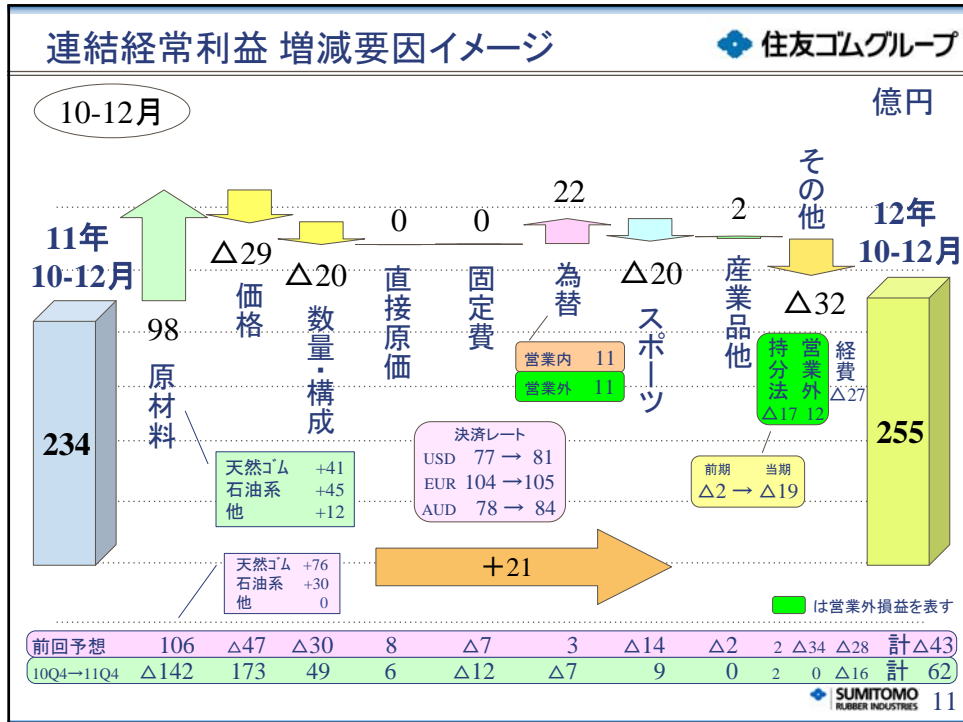 連結経常利益 増減要因イメージ
住友ゴムグループ
10-12月
億円
11年
10-12月
234
98
原材料
△29
価格
△20
数量・構成
0
直接原価
0
固定費
22
為替
△20
スポーツ
2
産業品他
その他
△32
12年
10-12月
255
営業内 11
営業外 11
持分法 △17
営業外 12
経費 △27
天然ゴム +41
石油系 +45
他 +12
決済レート
USD 77 → 81
EUR 104 →105
AUD 78 → 84
前期 当期
△2 → △19
天然ゴム +76
石油系 +30
他 0
＋21
は営業外損益を表す
前回予想 106 △47 △30 8 △7 3 △14 △2 2 △34 △28 計△43
10Q4→11Q4 △142 173 49 6 △12 △7 9 0 2 0 △16 計 62
SUMITOMO
RUBBER INDUSTRIES
11